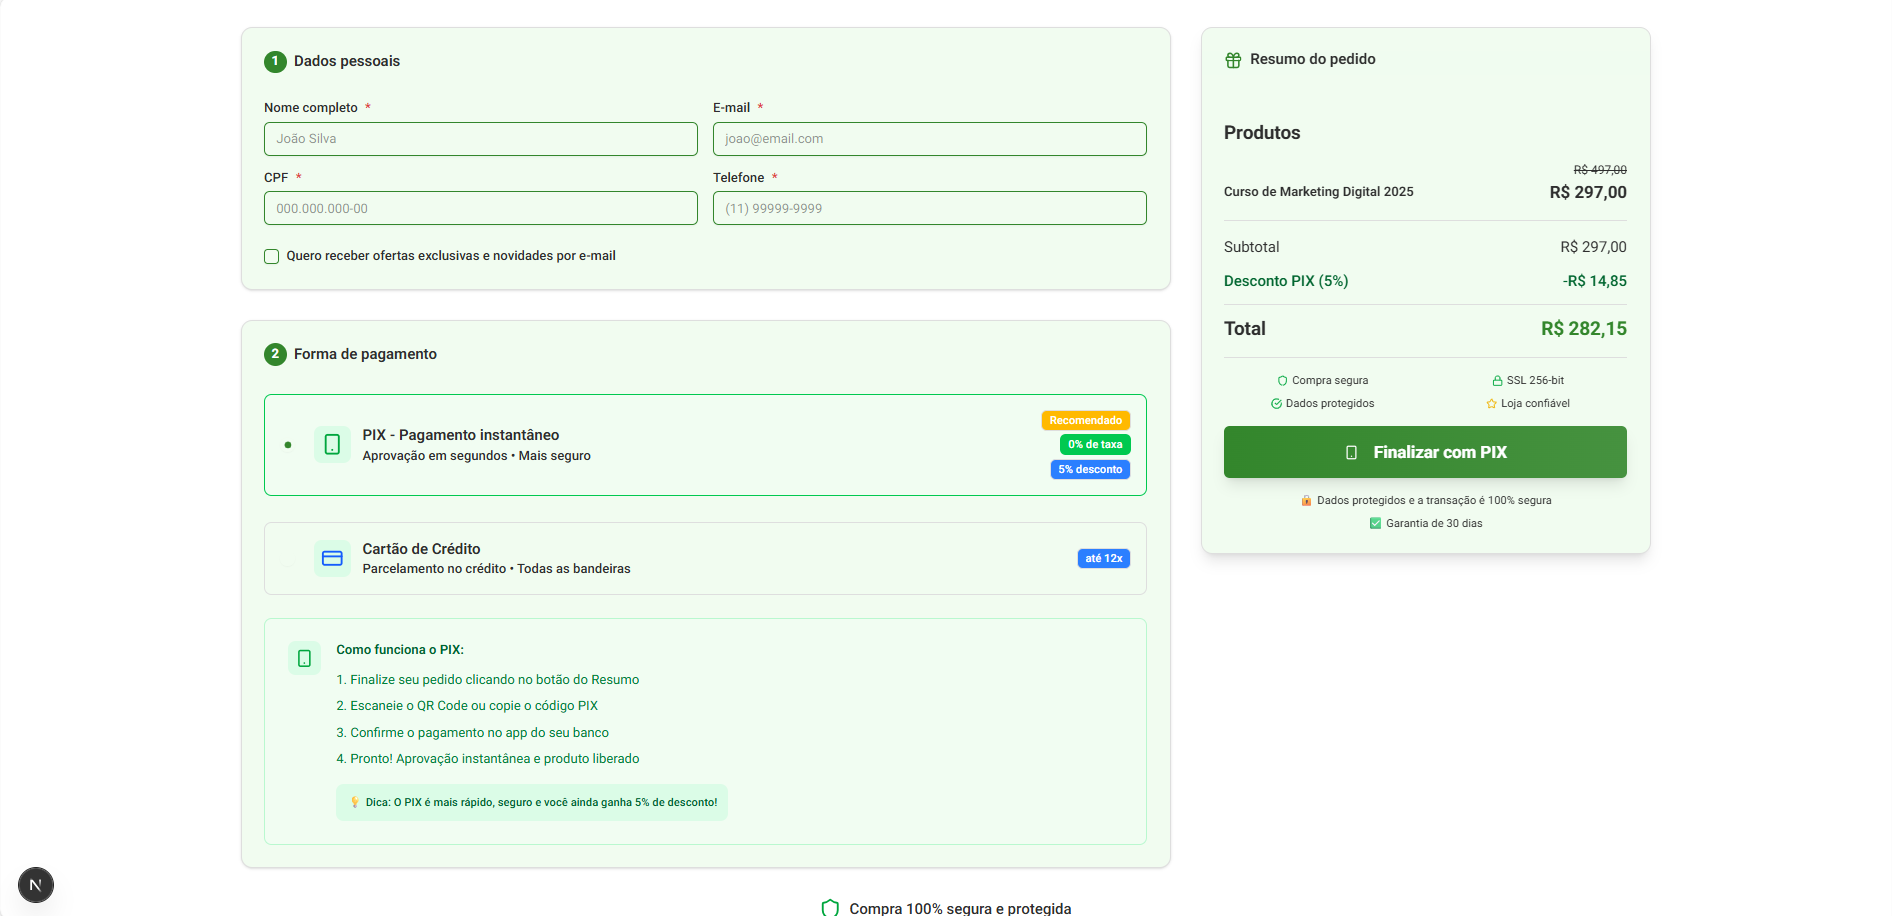 1 Dados pessoais
Nome completo *
João Silva
E-mail *
joao@email.com
CPF *
000.000.000-00
Telefone *
(11) 99999-9999
Quero receber ofertas exclusivas e novidades por e-mail
2 Forma de pagamento
PIX - Pagamento instantâneo
Aprovação em segundos • Mais seguro
Recomendado
0% de taxa
5% desconto
Cartão de Crédito
Parcelamento no crédito • Todas as bandeiras
até 12x
Como funciona o PIX:
1. Finalize seu pedido clicando no botão do Resumo
2. Escaneie o QR Code ou copie o código PIX
3. Confirme o pagamento no app do seu banco
4. Pronto! Aprovação instantânea e produto liberado
Dica: O PIX é mais rápido, seguro e você ainda ganha 5% de desconto!
Resumo do pedido
Produtos
R$ 497,00
Curso de Marketing Digital 2025 R$ 297,00
Subtotal R$ 297,00
Desconto PIX (5%) -R$ 14,85
Total R$ 282,15
Compra segura
SSL 256-bit
Dados protegidos
Loja confiável
Finalizar com PIX
Dados protegidos e a transação é 100% segura
Garantia de 30 dias
N
Compra 100% segura e protegida